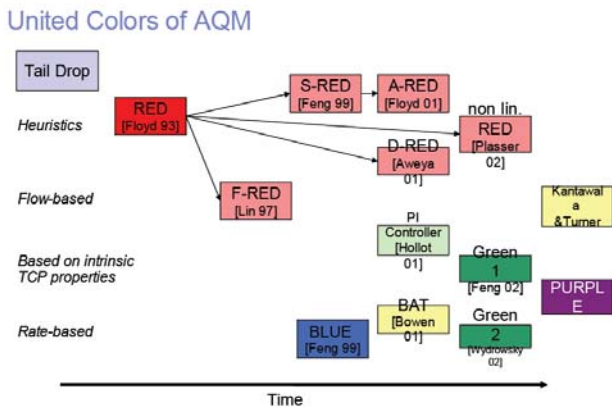 United Colors of AQM
Tail Drop
Heuristics
RED
[Floyd 93]
S-RED
[Feng 99]
A-RED
[Floyd 01]
non lin.
RED
[Plasser
02]
D-RED
[Aweya
01]
Flow-based
F-RED
[Lin 97]
Kantawal
a
&Turner
Based on intrinsic
TCP properties
PI
Controller
[Hollot
01]
Green
1
[Feng 02]
PURPL
E
Rate-based
BLUE
[Feng 99]
BAT
[Bowen
01]
Green
2
[Wydrowsky
02]
Time